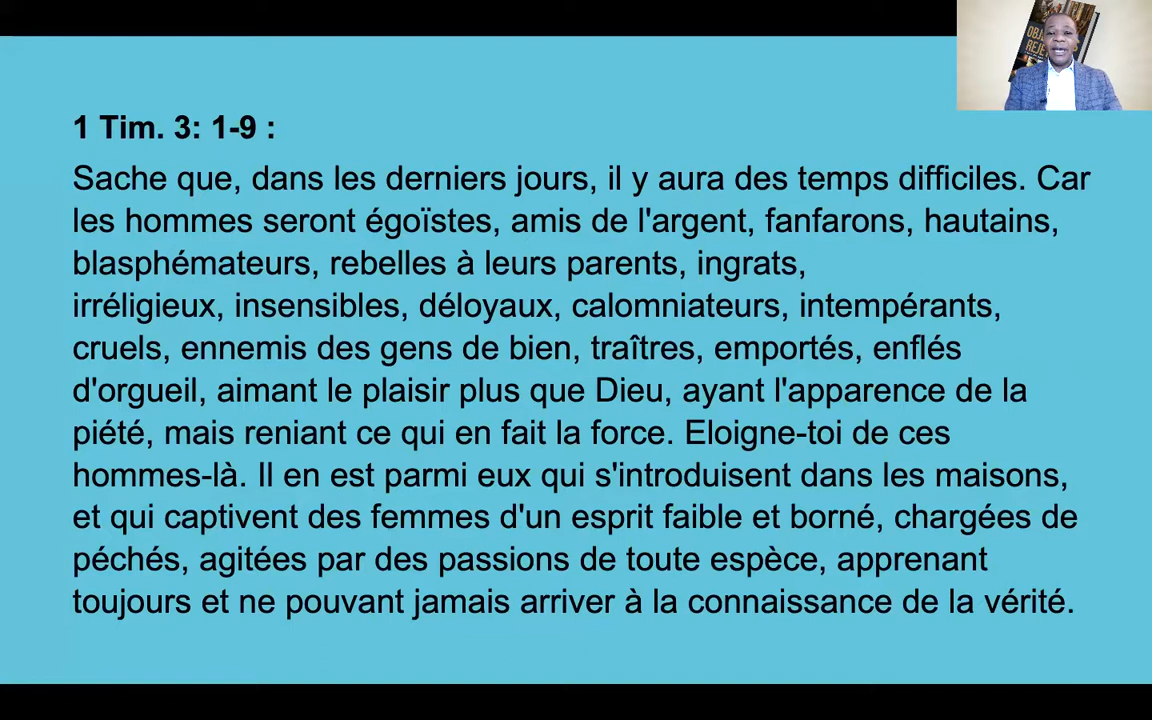 1 Tim. 3: 1-9 :
Sache que, dans les derniers jours, il y aura des temps difficiles. Car
les hommes seront égoïstes, amis de l'argent, fanfarons, hautains,
blasphémateurs, rebelles à leurs parents, ingrats,
irréligieux, insensibles, déloyaux, calomniateurs, intempérants,
cruels, ennemis des gens de bien, traîtres, emportés, enflés
d'orgueil, aimant le plaisir plus que Dieu, ayant l'apparence de la
piété, mais reniant ce qui en fait la force. Eloigne-toi de ces
hommes-là. Il en est parmi eux qui s'introduisent dans les maisons,
et qui captivent des femmes d'un esprit faible et borné, chargées de
péchés, agitées par des passions de toute espèce, apprenant
toujours et ne pouvant jamais arriver à la connaissance de la vérité.